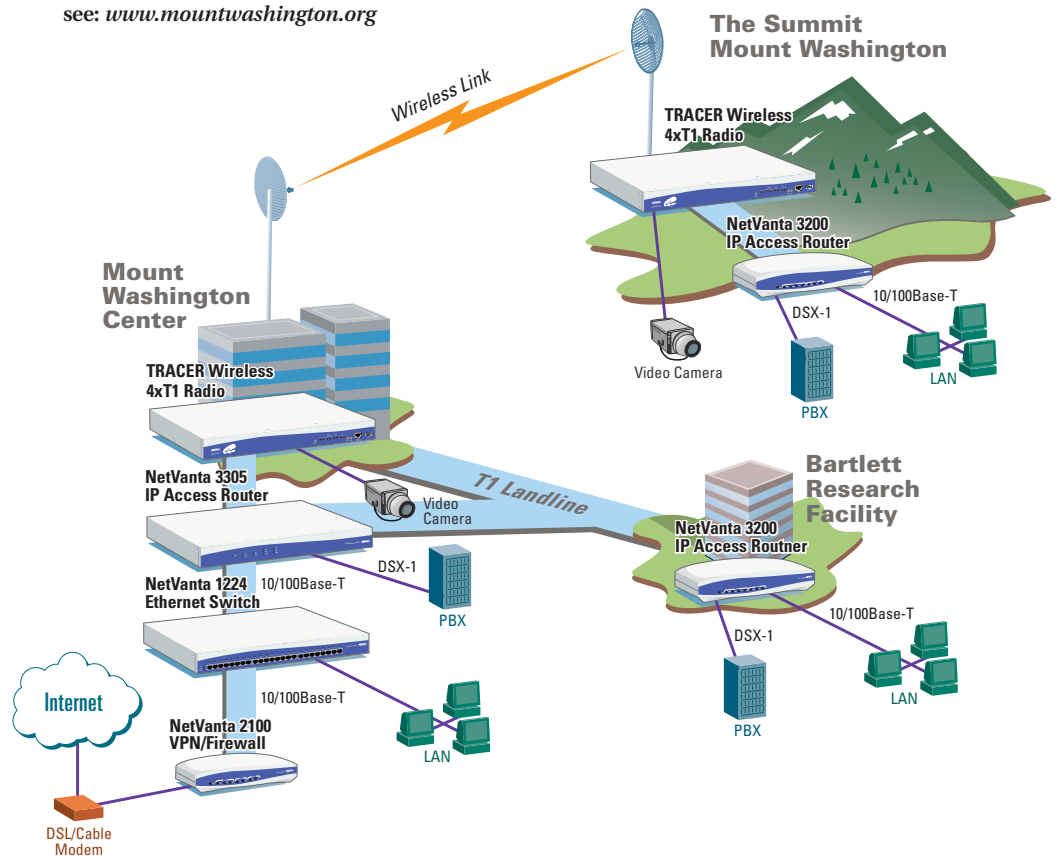 see: www.mountwashington.org
The Summit
Mount Washington
Wireless Link
TRACER Wireless
4xT1 Radio
NetVanta 3200
IP Access Router
10/100Base-T
DSX-1
Video Camera
LAN
PBX
Mount
Washington
Center
TRACER Wireless
4xT1 Radio
NetVanta 3305
IP Access Router
Video
Camera
T1 Landline
Bartlett
Research
Facility
NetVanta 3200
IP Access Routner
DSX-1
PBX
NetVanta 1224
Ethernet Switch
10/100Base-T
10/100Base-T
DSX-1
LAN
PBX
Internet
10/100Base-T
NetVanta 2100
VPN/Firewall
LAN
DSL/Cable
Modem